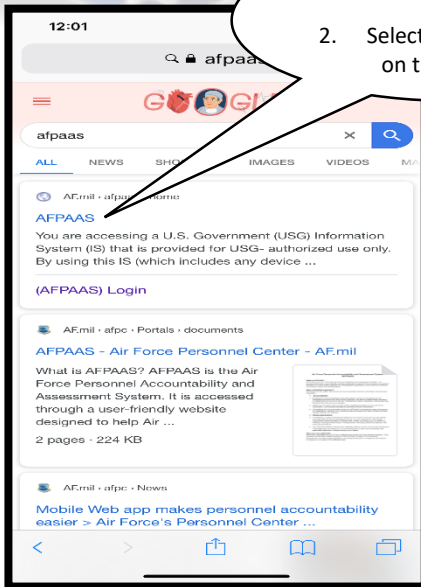 12:01
2. Select
on t
afpaas
afpaas
ALL NEWS IMAGES VIDEOS
AF.mil › afpaas › home
AFPAAS
You are accessing a U.S. Government (USG) Information
System (IS) that is provided for USG- authorized use only.
By using this IS (which includes any device ...
(AFPAAS) Login
AF.mil › afpc › Portals › documents
AFPAAS - Air Force Personnel Center - AF.mil
What is AFPAAS? AFPAAS is the Air
Force Personnel Accountability and
Assessment System. It is accessed
through a user-friendly website
designed to help Air ...
2 pages · 224 KB
AF.mil › afpc › News
Mobile Web app makes personnel accountability
easier > Air Force's Personnel Center ...